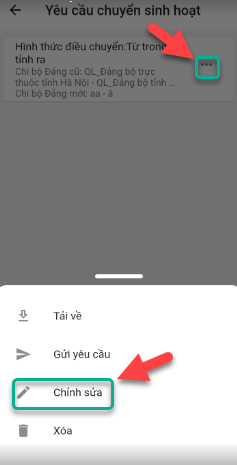 Yêu cầu chuyển sinh hoạt
Hình thức điều chuyển:Từ trong
tỉnh ra
Chi bộ Đảng cũ: QL_Đảng bộ trực
thuộc tỉnh Hà Nội - QL_Đảng bộ tỉnh ...
Chi bộ Đảng mới: aa - â
Tải về
Gửi yêu cầu
Chỉnh sửa
Xóa